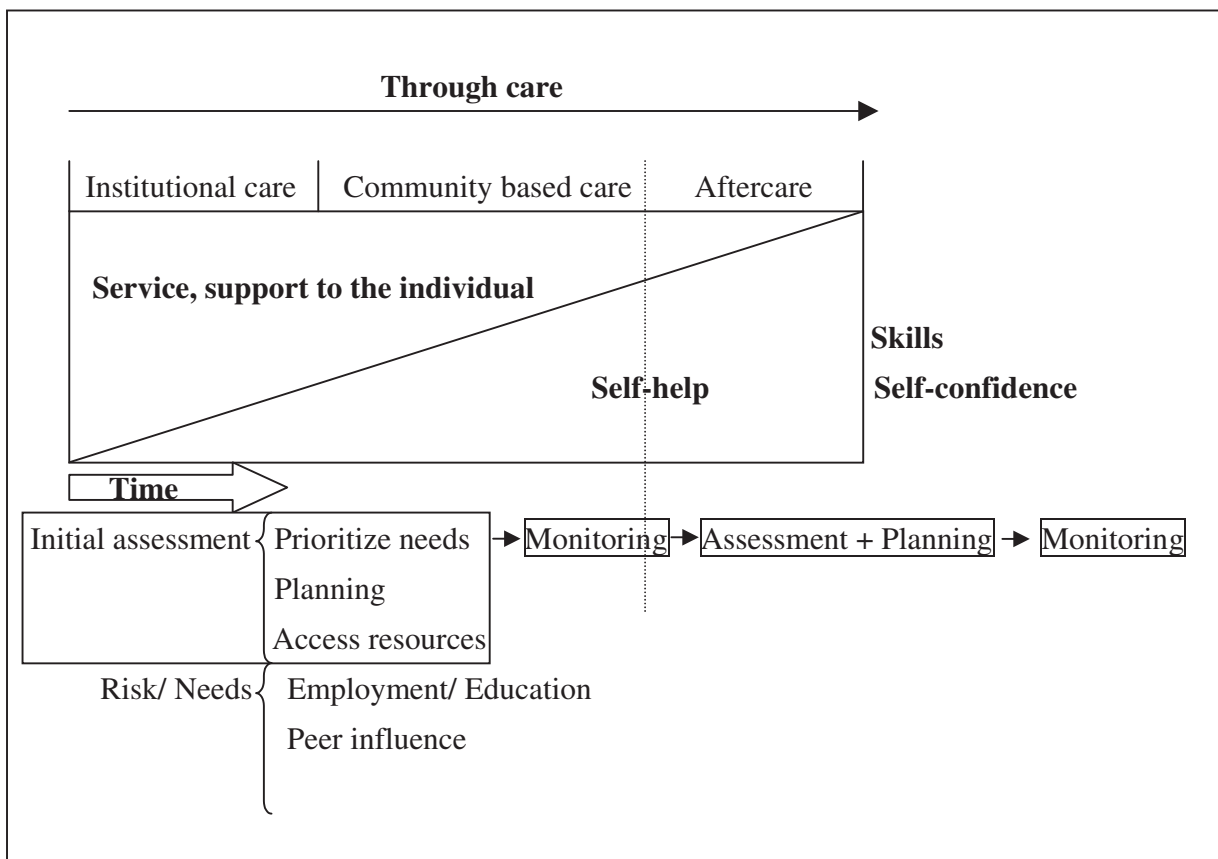 Through care
Institutional care Community based care Aftercare
Service, support to the individual
Skills
Self-help Self-confidence
Time
Initial assessment Prioritize needs Monitoring Assessment + Planning Monitoring
Planning
Access resources
Risk/ Needs Employment/ Education
Peer influence